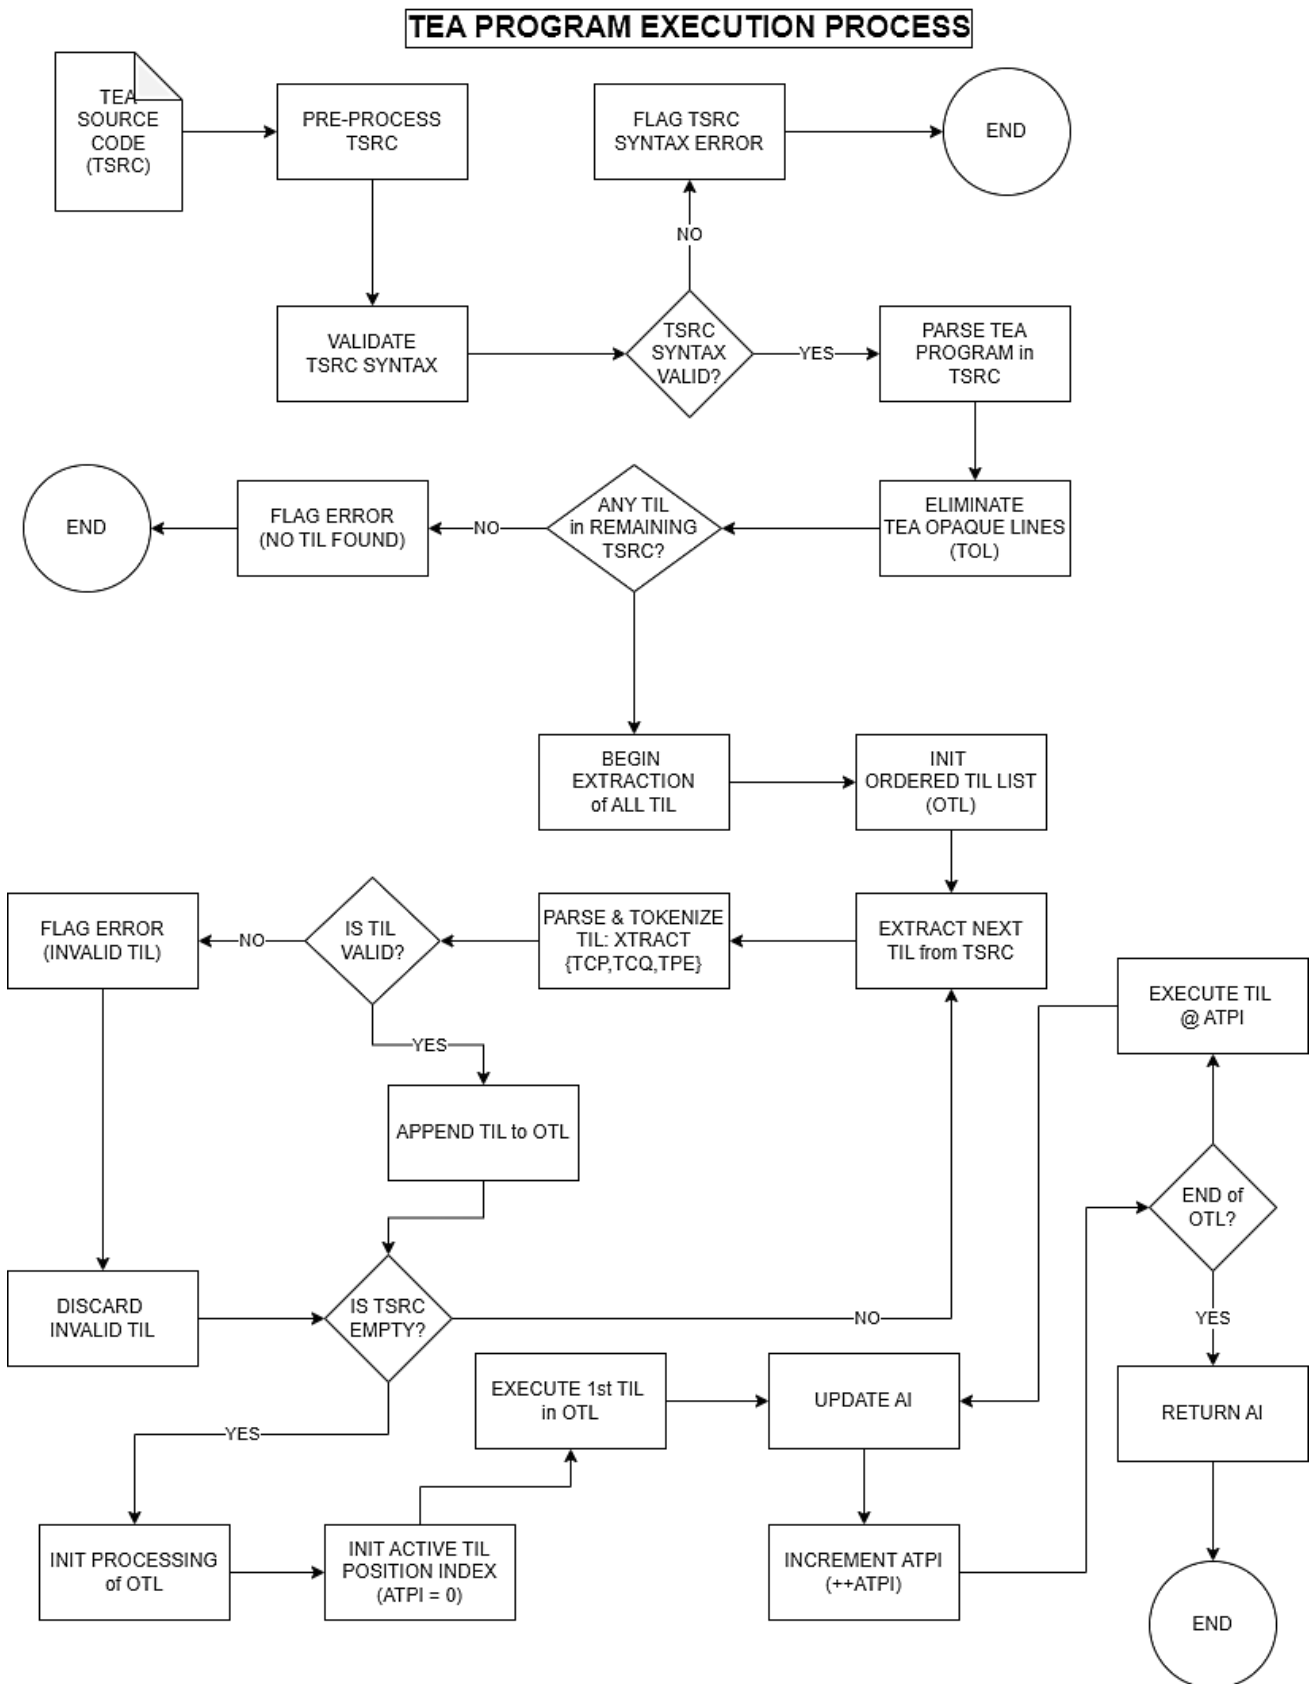 TEA PROGRAM EXECUTION PROCESS
TEA
SOURCE
CODE
(TSRC)
PRE-PROCESS
TSRC
FLAG TSRC
SYNTAX ERROR
END
NO
VALIDATE
TSRC SYNTAX
TSRC
SYNTAX
VALID?
YES
PARSE TEA
PROGRAM in
TSRC
END
FLAG ERROR
(NO TIL FOUND)
NO
ANY TIL
in REMAINING
TSRC?
ELIMINATE
TEA OPAQUE LINES
(TOL)
BEGIN
EXTRACTION
of ALL TIL
INIT
ORDERED TIL LIST
(OTL)
FLAG ERROR
(INVALID TIL)
NO
IS TIL
VALID?
PARSE & TOKENIZE
TIL: XTRACT
{TCP,TCQ,TPE}
EXTRACT NEXT
TIL from TSRC
EXECUTE TIL
@ ATPI
YES
APPEND TIL to OTL
END of
OTL?
DISCARD
INVALID TIL
IS TSRC
EMPTY?
NO
YES
EXECUTE 1st TIL
in OTL
UPDATE AI
RETURN AI
YES
INIT PROCESSING
of OTL
INIT ACTIVE TIL
POSITION INDEX
(ATPI = 0)
INCREMENT ATPI
(++ATPI)
END